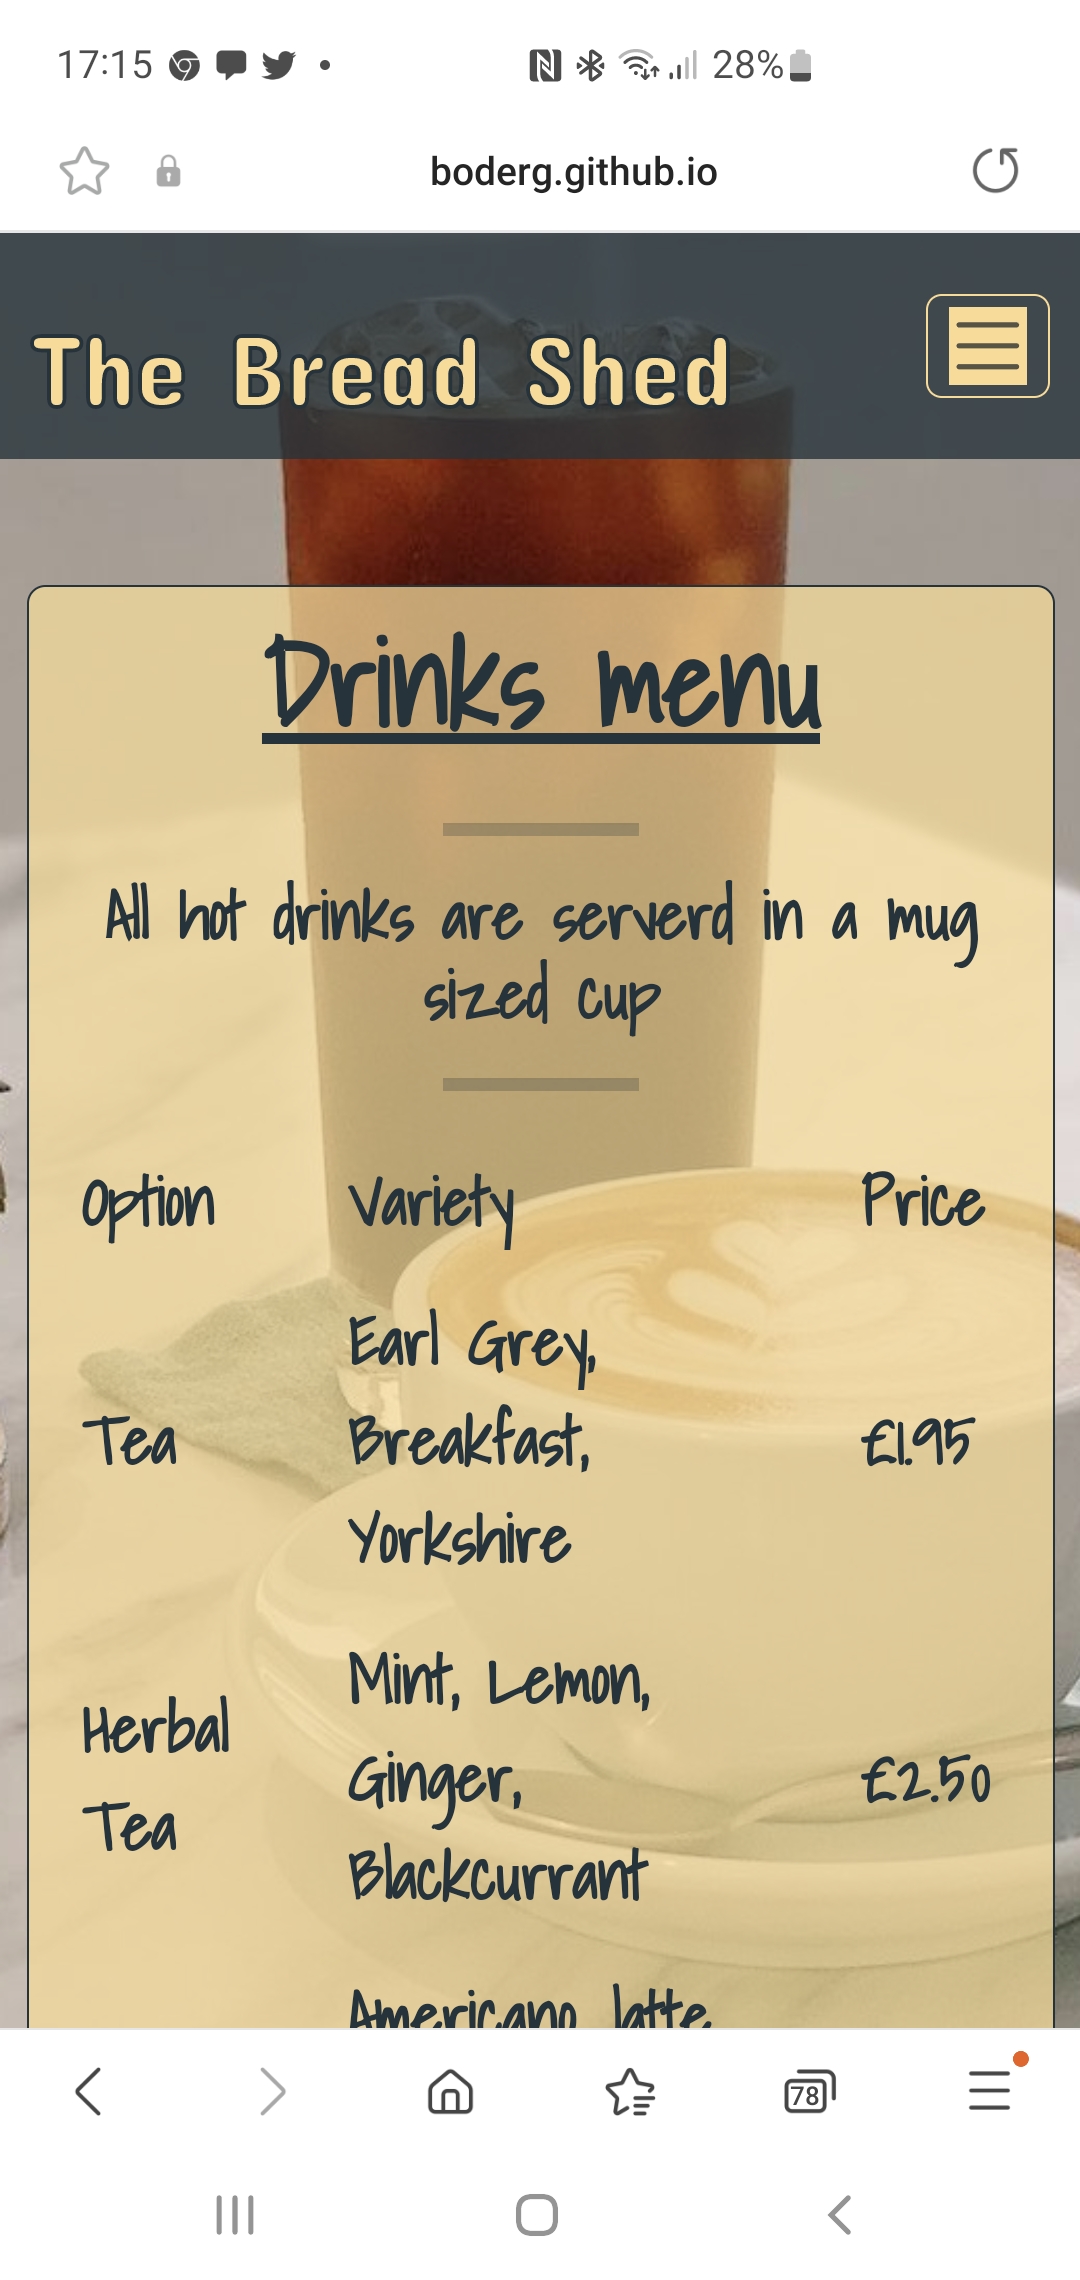 17:15
28%
boderg.github.io
The Bread Shed
Drinks menu
All hot drinks are serverd in a mug
sized cup
Option Variety Price
Earl Grey,
Tea Breakfast, £1.95
Yorkshire
Mint, Lemon,
Herbal
Ginger, £2.50
Tea
Blackcurrant
Americano, latte
78